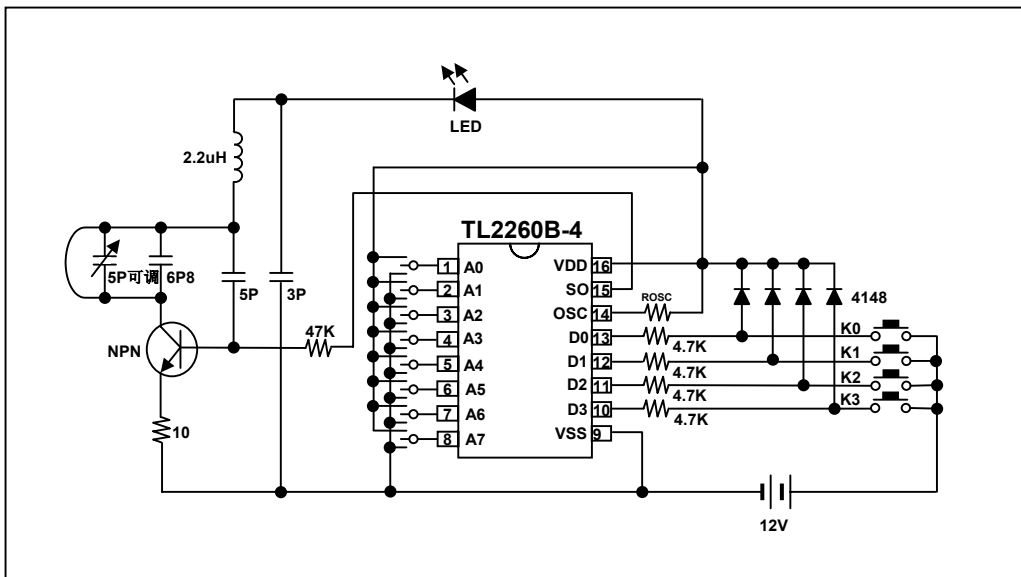 LED
2.2uH
TL2260B-4
5P可调
6P8
5P
3P
NPN
10
47K
1 A0
2 A1
3 A2
4 A3
5 A4
6 A5
7 A6
8 A7
VDD 16
SO 15
OSC 14
D0 13
D1 12
D2 11
D3 10
VSS 9
ROSC
4.7K
4.7K
4.7K
4.7K
4148
K0
K1
K2
K3
12V